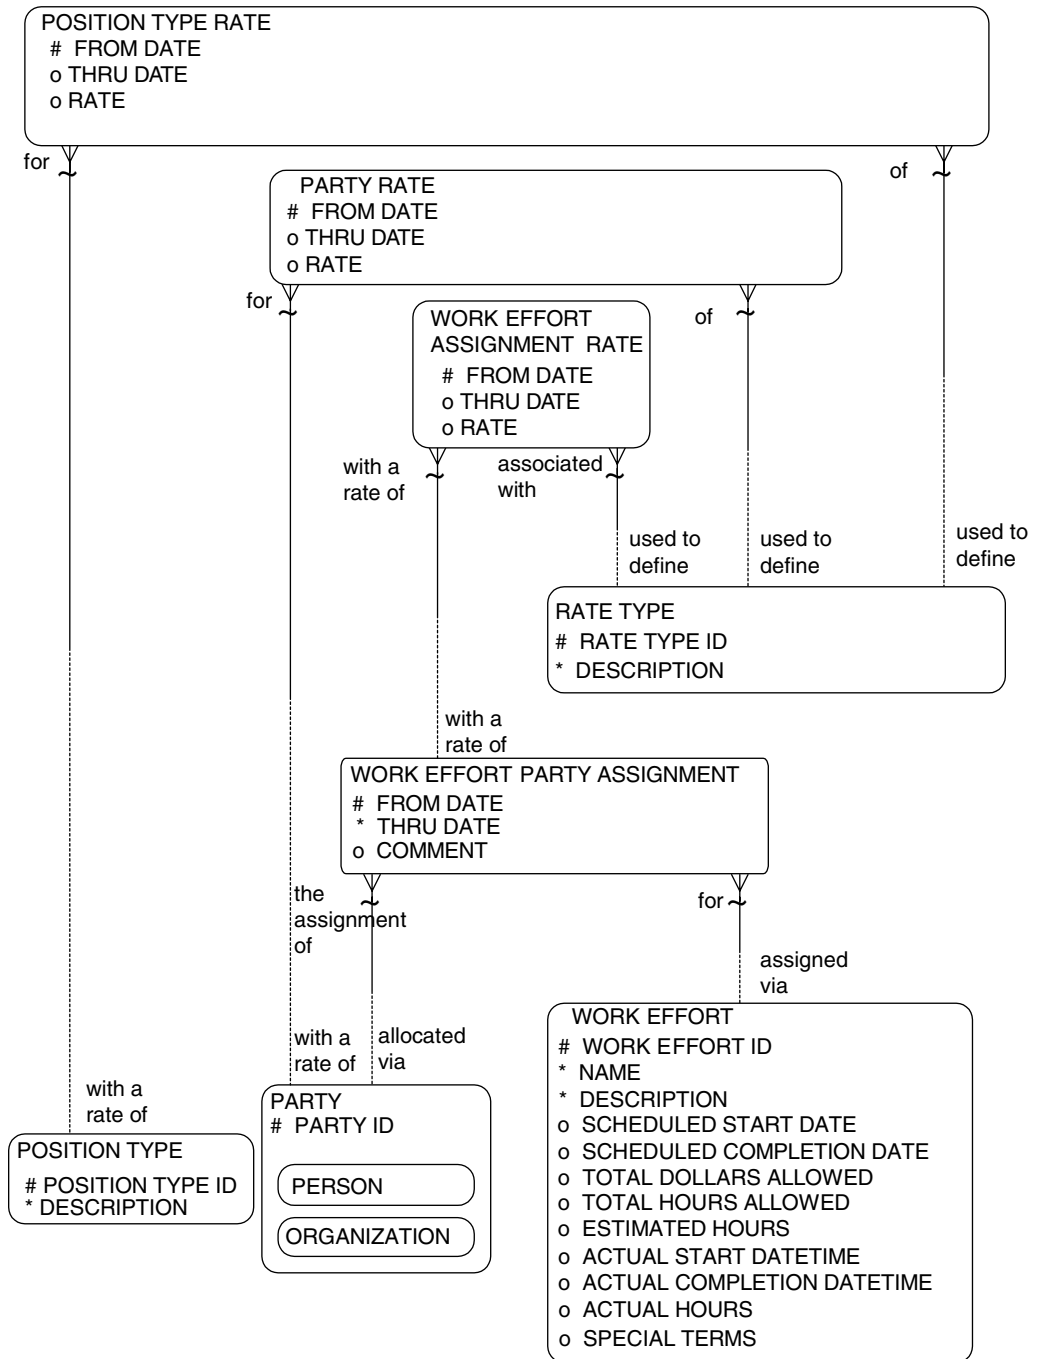 POSITION TYPE RATE
# FROM DATE
o THRU DATE
o RATE
for
of
PARTY RATE
# FROM DATE
o THRU DATE
o RATE
for
of
WORK EFFORT
ASSIGNMENT RATE
# FROM DATE
o THRU DATE
o RATE
with a
rate of
associated
with
used to
define
used to
define
used to
define
RATE TYPE
# RATE TYPE ID
* DESCRIPTION
with a
rate of
WORK EFFORT PARTY ASSIGNMENT
# FROM DATE
* THRU DATE
o COMMENT
the
assignment
of
for
assigned
via
with a
rate of
allocated
via
with a
rate of
POSITION TYPE
# POSITION TYPE ID
* DESCRIPTION
PARTY
# PARTY ID
PERSON
ORGANIZATION
WORK EFFORT
# WORK EFFORT ID
* NAME
* DESCRIPTION
o SCHEDULED START DATE
o SCHEDULED COMPLETION DATE
o TOTAL DOLLARS ALLOWED
o TOTAL HOURS ALLOWED
o ESTIMATED HOURS
o ACTUAL START DATETIME
o ACTUAL COMPLETION DATETIME
o ACTUAL HOURS
o SPECIAL TERMS